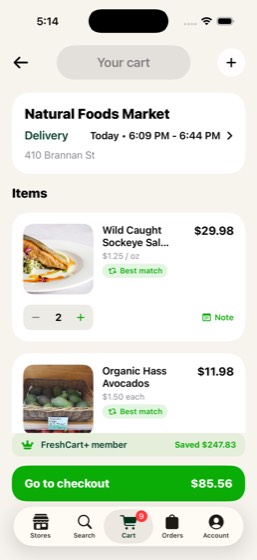 5:14
Your cart
Natural Foods Market
Delivery
Today • 6:09 PM - 6:44 PM
410 Brannan St
Items
Wild Caught
Sockeye Sal...
$29.98
$1.25 / oz
Best match
2
Note
Organic Hass
Avocados
$11.98
$1.50 each
Best match
FreshCart+ member
Saved $247.83
Go to checkout
$85.56
9
Stores
Search
Cart
Orders
Account